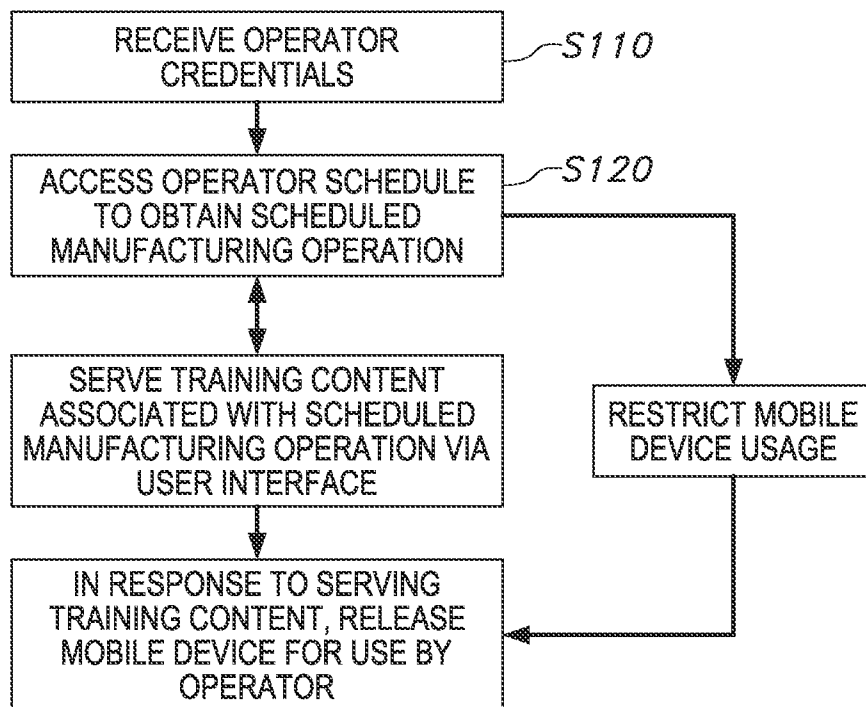 RECEIVE OPERATOR
CREDENTIALS
S110
ACCESS OPERATOR SCHEDULE
TO OBTAIN SCHEDULED
MANUFACTURING OPERATION
S120
SERVE TRAINING CONTENT
ASSOCIATED WITH SCHEDULED
MANUFACTURING OPERATION VIA
USER INTERFACE
RESTRICT MOBILE
DEVICE USAGE
IN RESPONSE TO SERVING
TRAINING CONTENT, RELEASE
MOBILE DEVICE FOR USE BY
OPERATOR